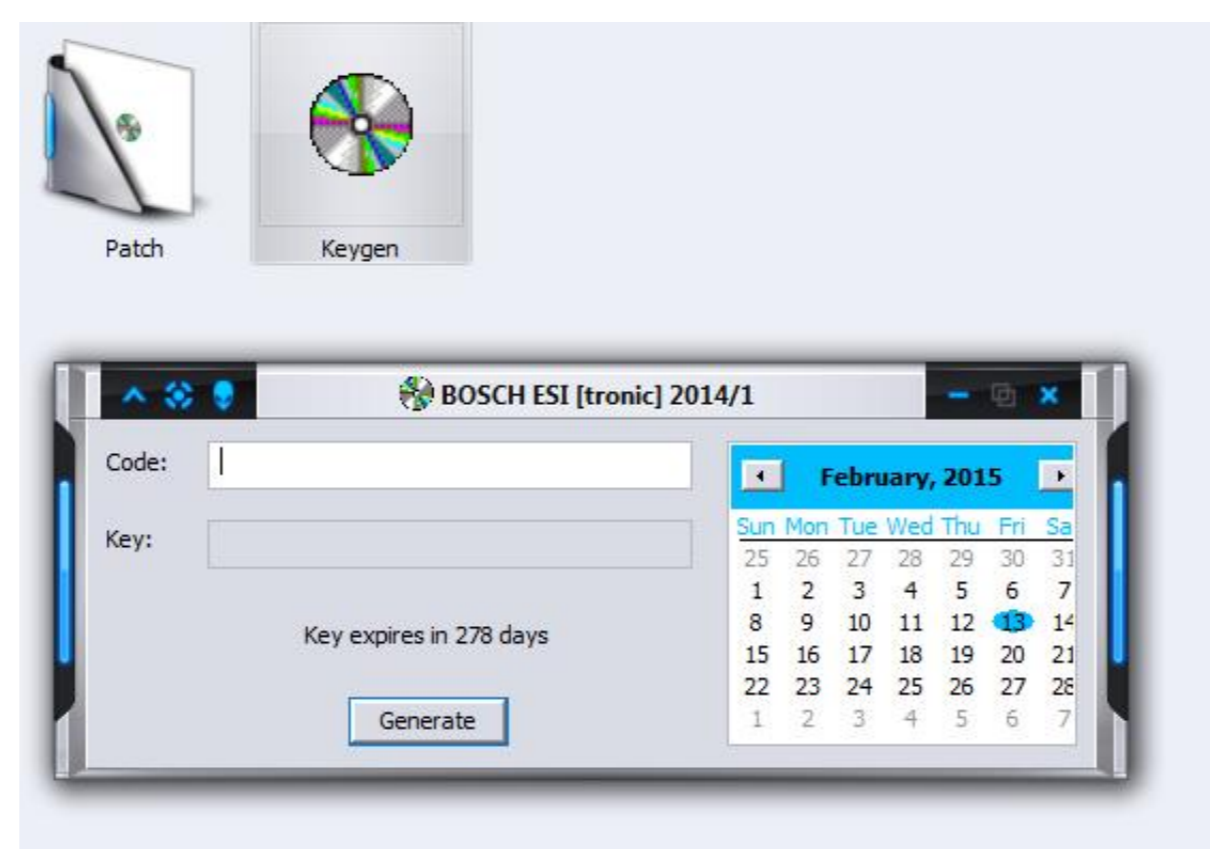 Patch Keygen
BOSCH ESI [tronic] 2014/1
Code:
Key:
Key expires in 278 days
Generate
February, 2015
Sun Mon Tue Wed Thu Fri Sa
25 26 27 28 29 30 31
1 2 3 4 5 6 7
8 9 10 11 12 13 14
15 16 17 18 19 20 21
22 23 24 25 26 27 28
1 2 3 4 5 6 7